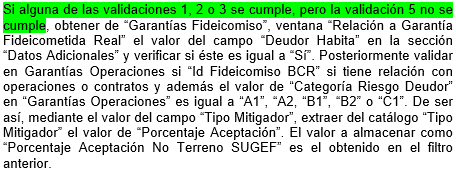 Si alguna de las validaciones 1, 2 o 3 se cumple, pero la validación 5 no se
cumple, obtener de “Garantías Fideicomiso”, ventana “Relación a Garantía
Fideicometida Real” el valor del campo “Deudor Habita” en la sección
“Datos Adicionales” y verificar si éste es igual a “Sí”. Posteriormente validar
en Garantías Operaciones si “Id Fideicomiso BCR” si tiene relación con
operaciones o contratos y además el valor de “Categoría Riesgo Deudor”
en “Garantías Operaciones” es igual a “A1”, “A2, “B1”, “B2” o “C1”. De ser
así, mediante el valor del campo “Tipo Mitigador”, extraer del catálogo “Tipo
Mitigador” el valor de “Porcentaje Aceptación”. El valor a almacenar como
“Porcentaje Aceptación No Terreno SUGEF” es el obtenido en el filtro
anterior.